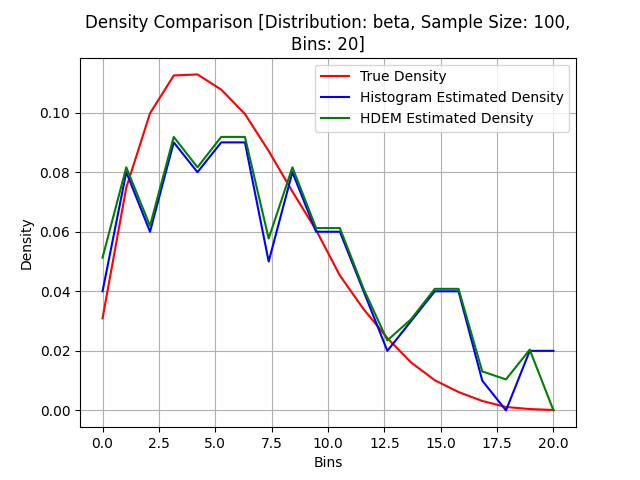 Density Comparison [Distribution: beta, Sample Size: 100,
Bins: 20]
True Density
Histogram Estimated Density
HDEM Estimated Density
Density
0.10
0.08
0.06
0.04
0.02
0.00
0.0 2.5 5.0 7.5 10.0 12.5 15.0 17.5 20.0
Bins